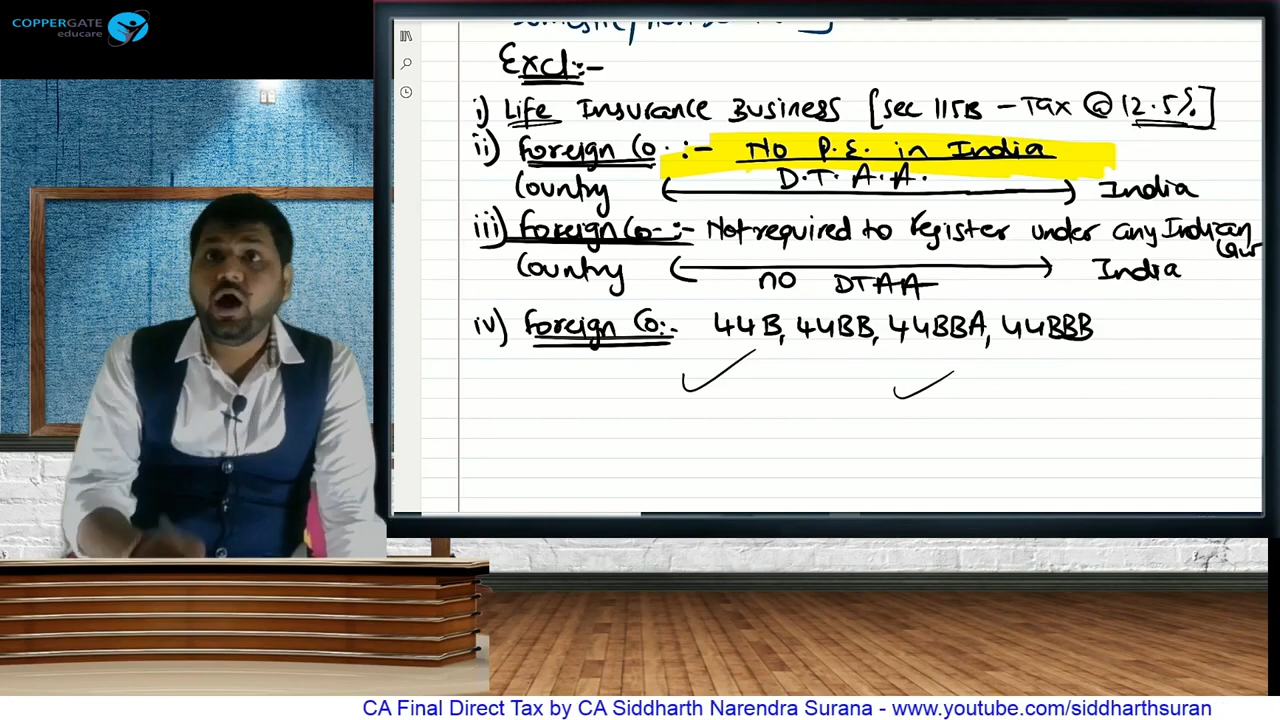 COPPERGATE
educare
Excl:-
i) Life Insurance Business [Sec 115B - Tax @ 12.5%]
ii) Foreign Co. :- No P.E. in India
Country D.T.A.A. India
iii) Foreign Co- :- Not required to register under any Indian Law
Country no DTAA India
iv) Foreign Co:- 44B, 44BB, 44BBA, 44BBB
CA Final Direct Tax by CA Siddharth Narendra Surana - www.youtube.com/siddharthsuran